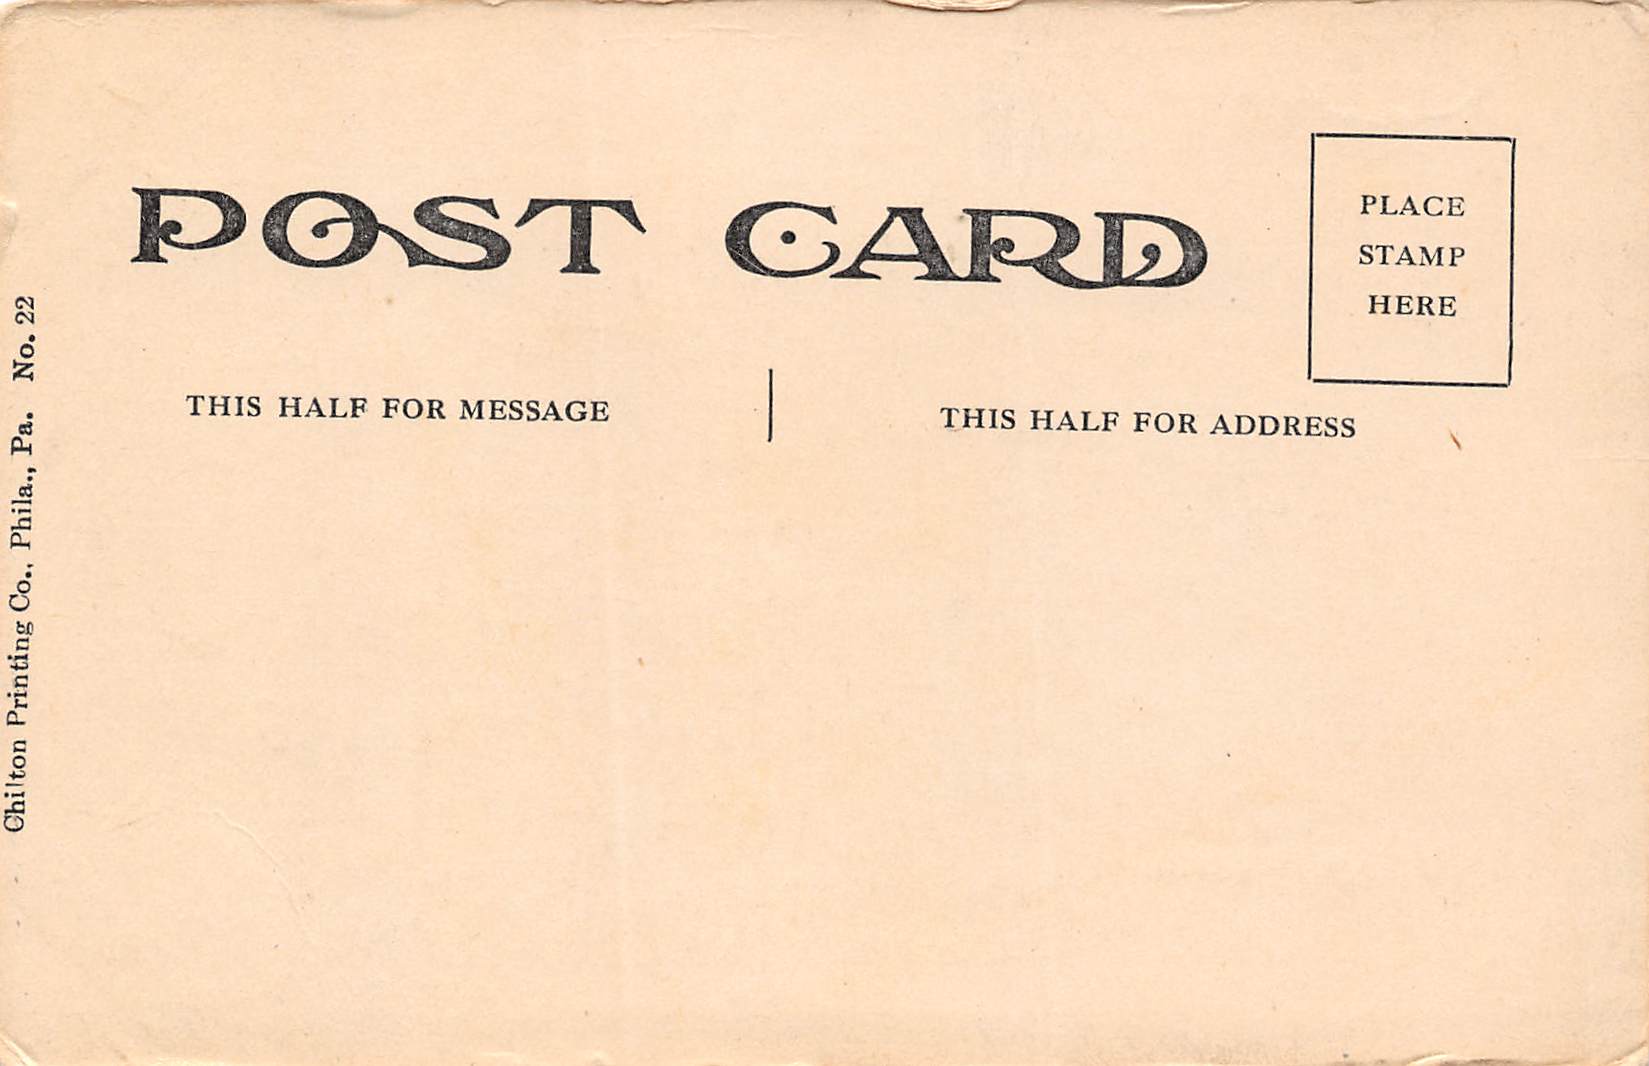 POST CARD
PLACE
STAMP
HERE
THIS HALF FOR MESSAGE
THIS HALF FOR ADDRESS
Chilton Printing Co., Phila., Pa. No. 22